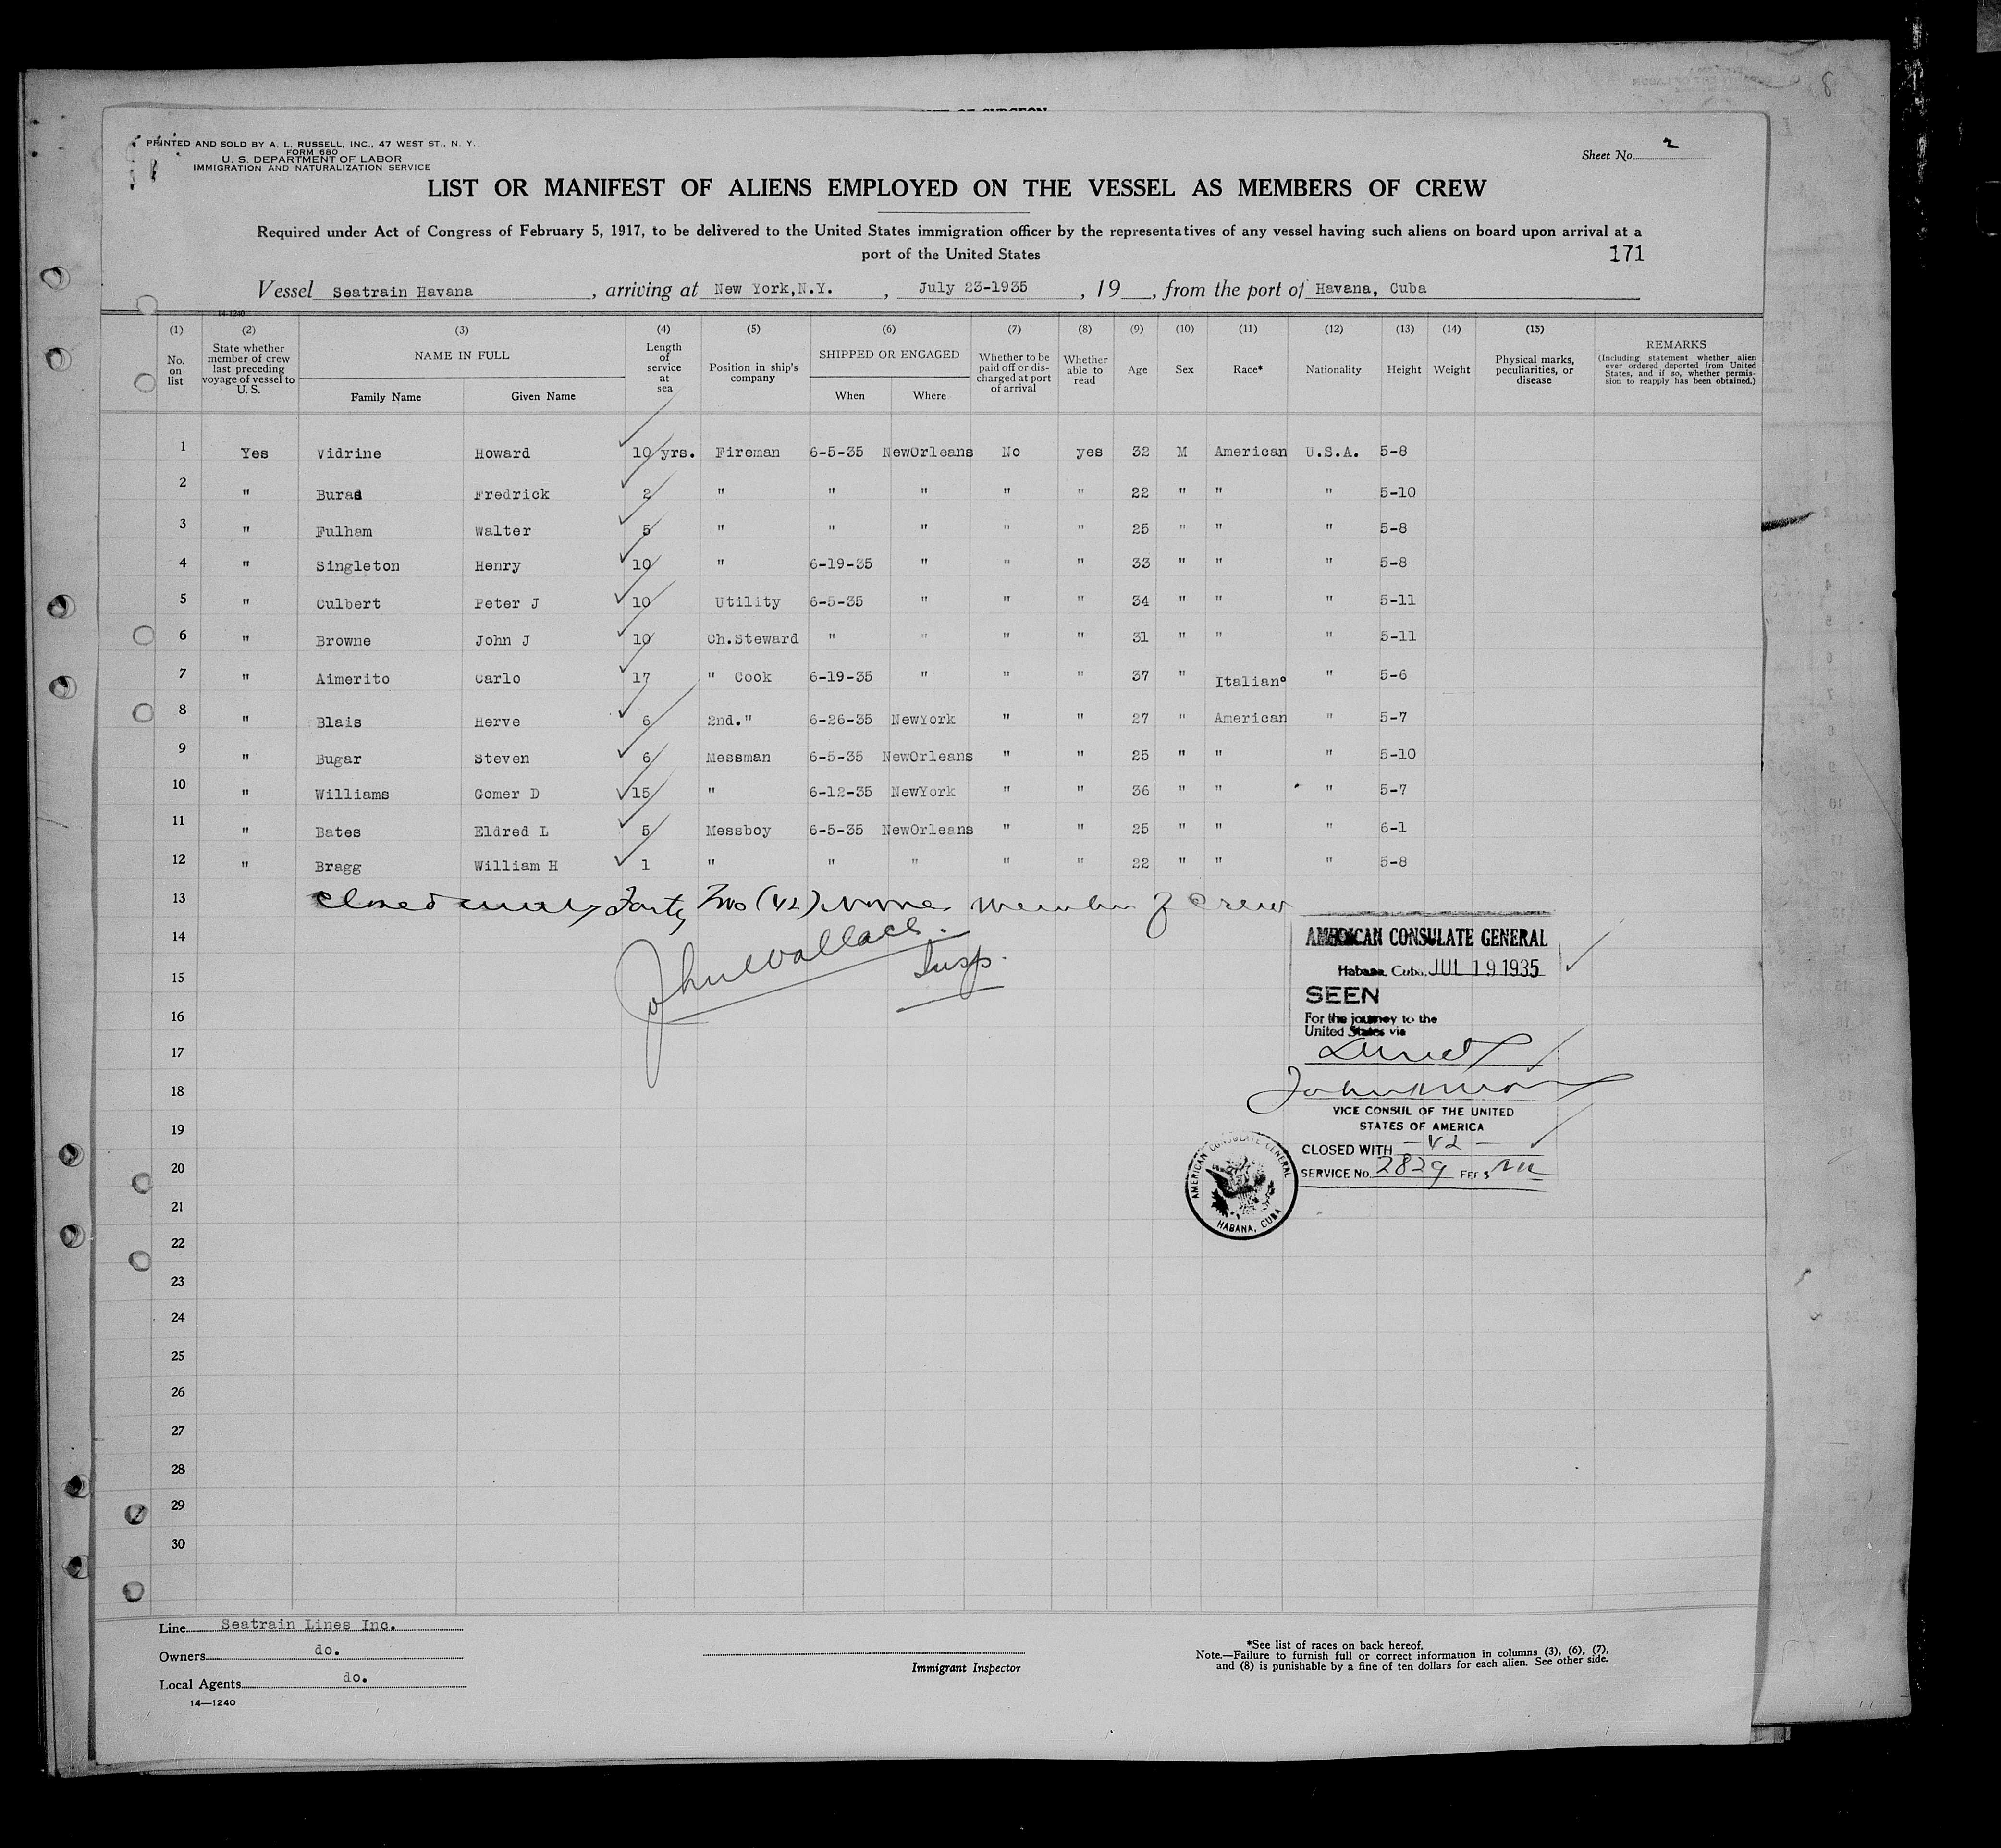 PRINTED AND SOLD BY A. L. RUSSELL, INC., 47 WEST ST., N. Y.
FORM 680
U. S. DEPARTMENT OF LABOR
IMMIGRATION AND NATURALIZATION SERVICE
Sheet No. 2
LIST OR MANIFEST OF ALIENS EMPLOYED ON THE VESSEL AS MEMBERS OF CREW
Required under Act of Congress of February 5, 1917, to be delivered to the United States immigration officer by the representatives of any vessel having such aliens on board upon arrival at a
port of the United States
171
Vessel Seatrain Havana, arriving at New York,N.Y., July 23-1935, 19 , from the port of Havana, Cuba
14-1240
(1) (2) (3) (4) (5) (6) (7) (8) (9) (10) (11) (12) (13) (14) (15)
No. on list
State whether member of crew last preceding voyage of vessel to U. S.
NAME IN FULL
Family Name Given Name
Length of service at sea
Position in ship's company
SHIPPED OR ENGAGED
When Where
Whether to be paid off or discharged at port of arrival
Whether able to read
Age Sex Race* Nationality Height Weight
Physical marks, peculiarities, or disease
REMARKS
(Including statement whether alien ever ordered deported from United States, and if so, whether permission to reapply has been obtained.)
1 Yes Vidrine Howard 10 yrs. Fireman 6-5-35 NewOrleans No yes 32 M American U.S.A. 5-8
2 " Buras Fredrick 2 " " " " " 22 " " " 5-10
3 " Fulham Walter 5 " " " " " 25 " " " 5-8
4 " Singleton Henry 10 " 6-19-35 " " " 33 " " " 5-8
5 " Culbert Peter J 10 Utility 6-5-35 " " " 34 " " " 5-11
6 " Browne John J 10 Ch.Steward " " " " 31 " " " 5-11
7 " Aimerito Carlo 17 " Cook 6-19-35 " " " 37 " Italian " 5-6
8 " Blais Herve 6 2nd." 6-26-35 NewYork " " 27 " American " 5-7
9 " Bugar Steven 6 Messman 6-5-35 NewOrleans " " 25 " " " 5-10
10 " Williams Gomer D 15 " 6-12-35 NewYork " " 36 " " " 5-7
11 " Bates Eldred L 5 Messboy 6-5-35 NewOrleans " " 25 " " " 6-1
12 " Bragg William H 1 " " " " " 22 " " " 5-8
13 Closed Forty Two (42) members of crew
14
John Wallace.
15
Insp.
16
17
18
19
20
21
22
23
24
25
26
27
28
29
30
AMERICAN CONSULATE GENERAL
Habana, Cuba, JUL 19 1935
SEEN
For the journey to the
United States via
Direct
VICE CONSUL OF THE UNITED
STATES OF AMERICA
CLOSED WITH - 42 -
SERVICE No. 2829 FEE $ Nil
AMERICAN CONSULATE GENERAL
HABANA, CUBA
Line Seatrain Lines Inc.
Owners do.
Local Agents do.
14—1240
Immigrant Inspector
*See list of races on back hereof.
Note.—Failure to furnish full or correct information in columns (3), (6), (7),
and (8) is punishable by a fine of ten dollars for each alien. See other side.